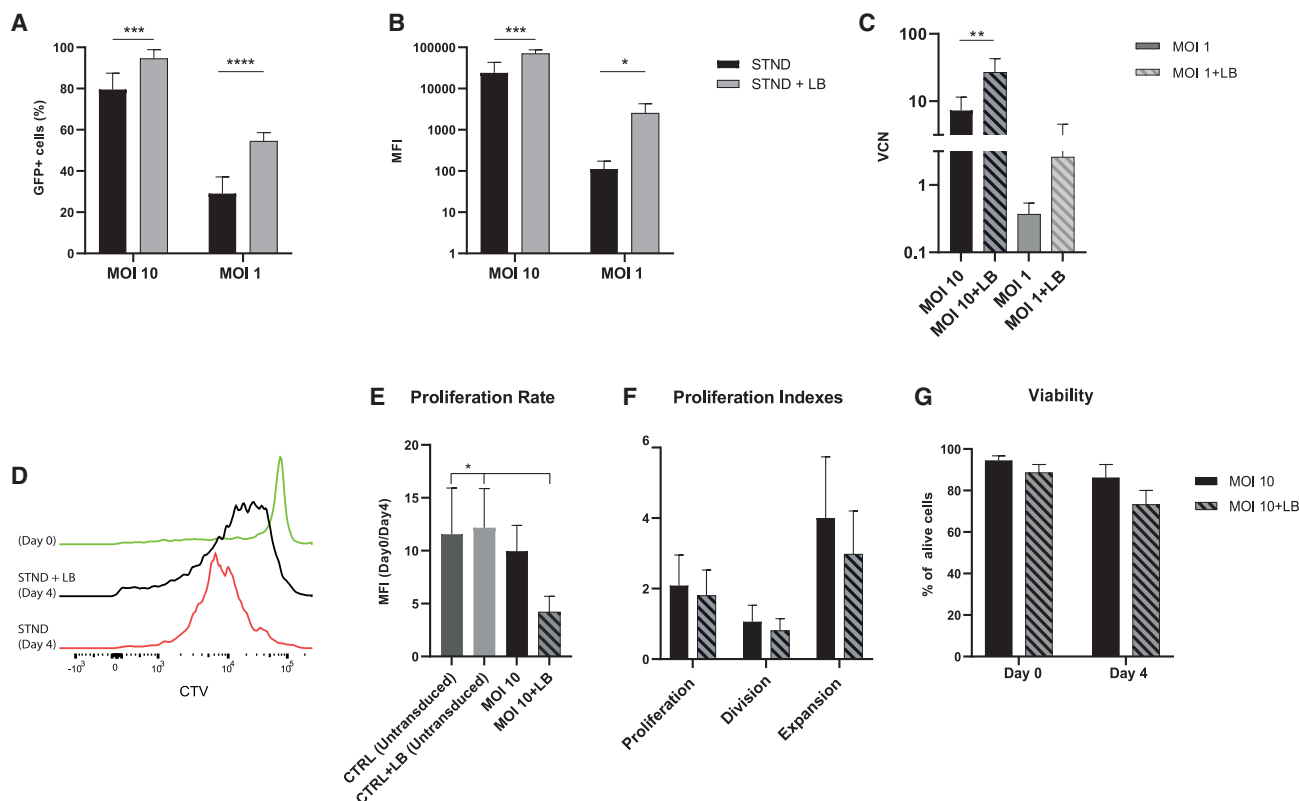 A
***
****
100
80
60
40
20
0
GFP+ cells (%)
MOI 10
MOI 1
B
***
*
100000
10000
1000
100
10
1
MFI
MOI 10
MOI 1
STND
STND + LB
C
**
100
10
1
0.1
VCN
MOI 10
MOI 10+LB
MOI 1
MOI 1+LB
MOI 1
MOI 1+LB
D
(Day 0)
STND + LB
(Day 4)
STND
(Day 4)
-10³ 0 10³ 10⁴ 10⁵
CTV
E Proliferation Rate
*
20
15
10
5
0
MFI (Day0/Day4)
CTRL (Untransduced)
CTRL+LB (Untransduced)
MOI 10
MOI 10+LB
F Proliferation Indexes
6
4
2
0
Proliferation
Division
Expansion
G Viability
100
80
60
40
20
0
% of alive cells
Day 0
Day 4
MOI 10
MOI 10+LB